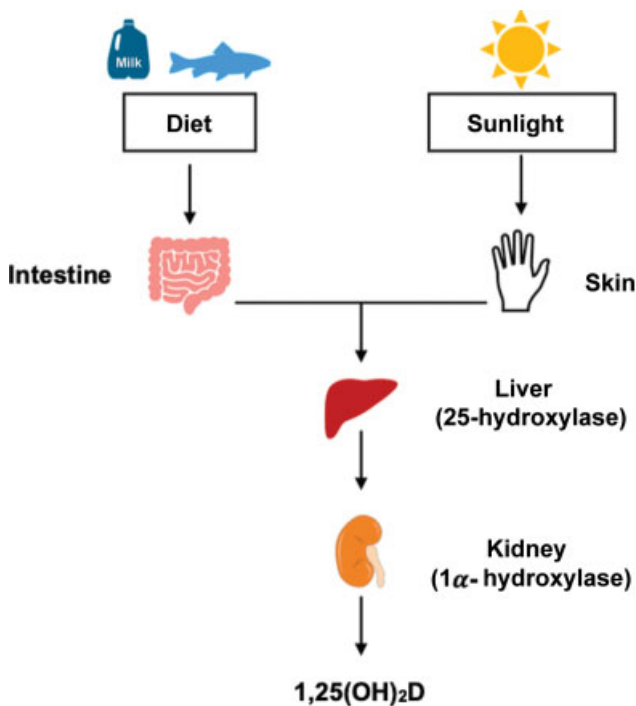 Milk
Diet
Sunlight
Intestine
Skin
Liver
(25-hydroxylase)
Kidney
(1α- hydroxylase)
1,25(OH)₂D